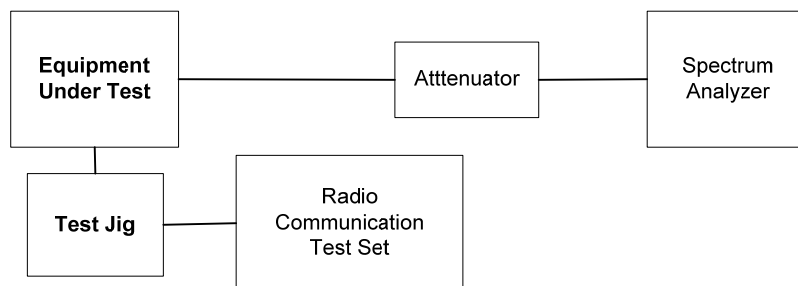 Equipment
Under Test
Atttenuator
Spectrum
Analyzer
Test Jig
Radio
Communication
Test Set